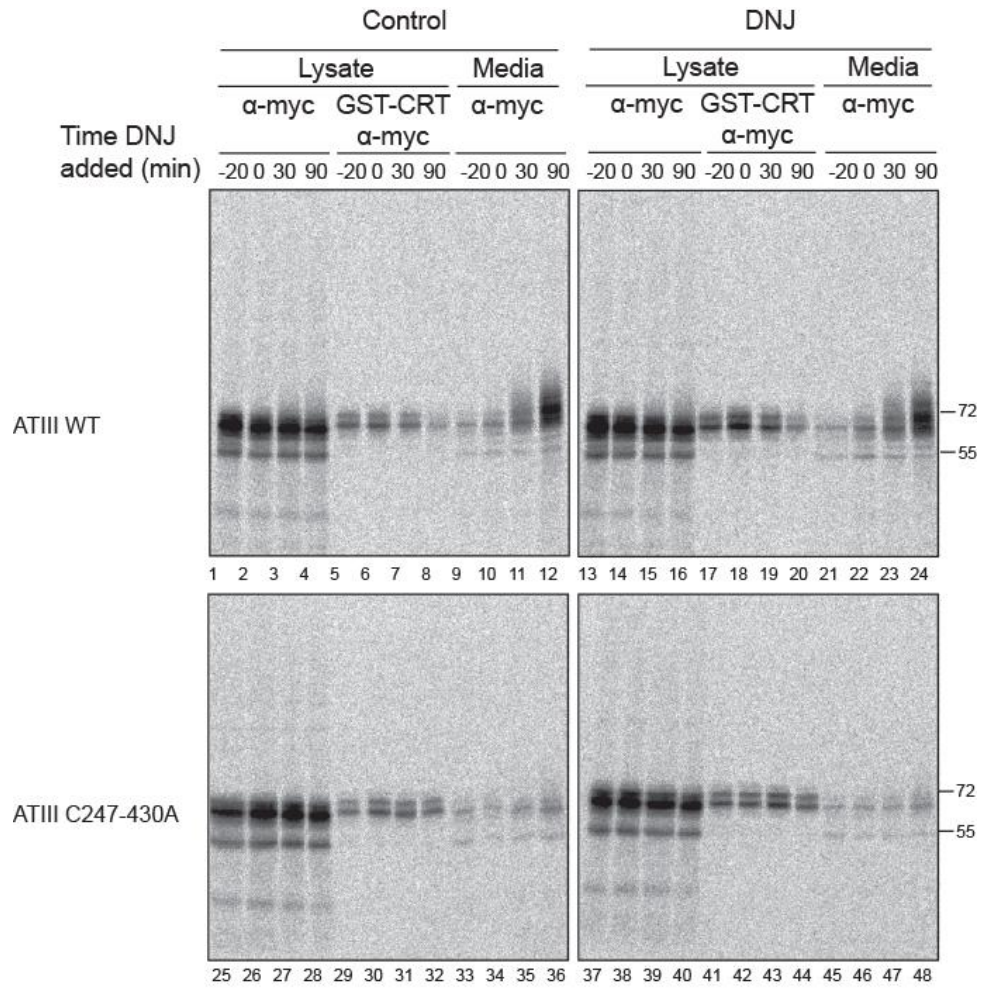 Control DNJ
Lysate Media Lysate Media
α-myc GST-CRT α-myc α-myc GST-CRT α-myc
α-myc α-myc
Time DNJ
added (min)
-20 0 30 90 -20 0 30 90 -20 0 30 90 -20 0 30 90 -20 0 30 90 -20 0 30 90
ATIII WT
72
55
1 2 3 4 5 6 7 8 9 10 11 12 13 14 15 16 17 18 19 20 21 22 23 24
ATIII C247-430A
72
55
25 26 27 28 29 30 31 32 33 34 35 36 37 38 39 40 41 42 43 44 45 46 47 48